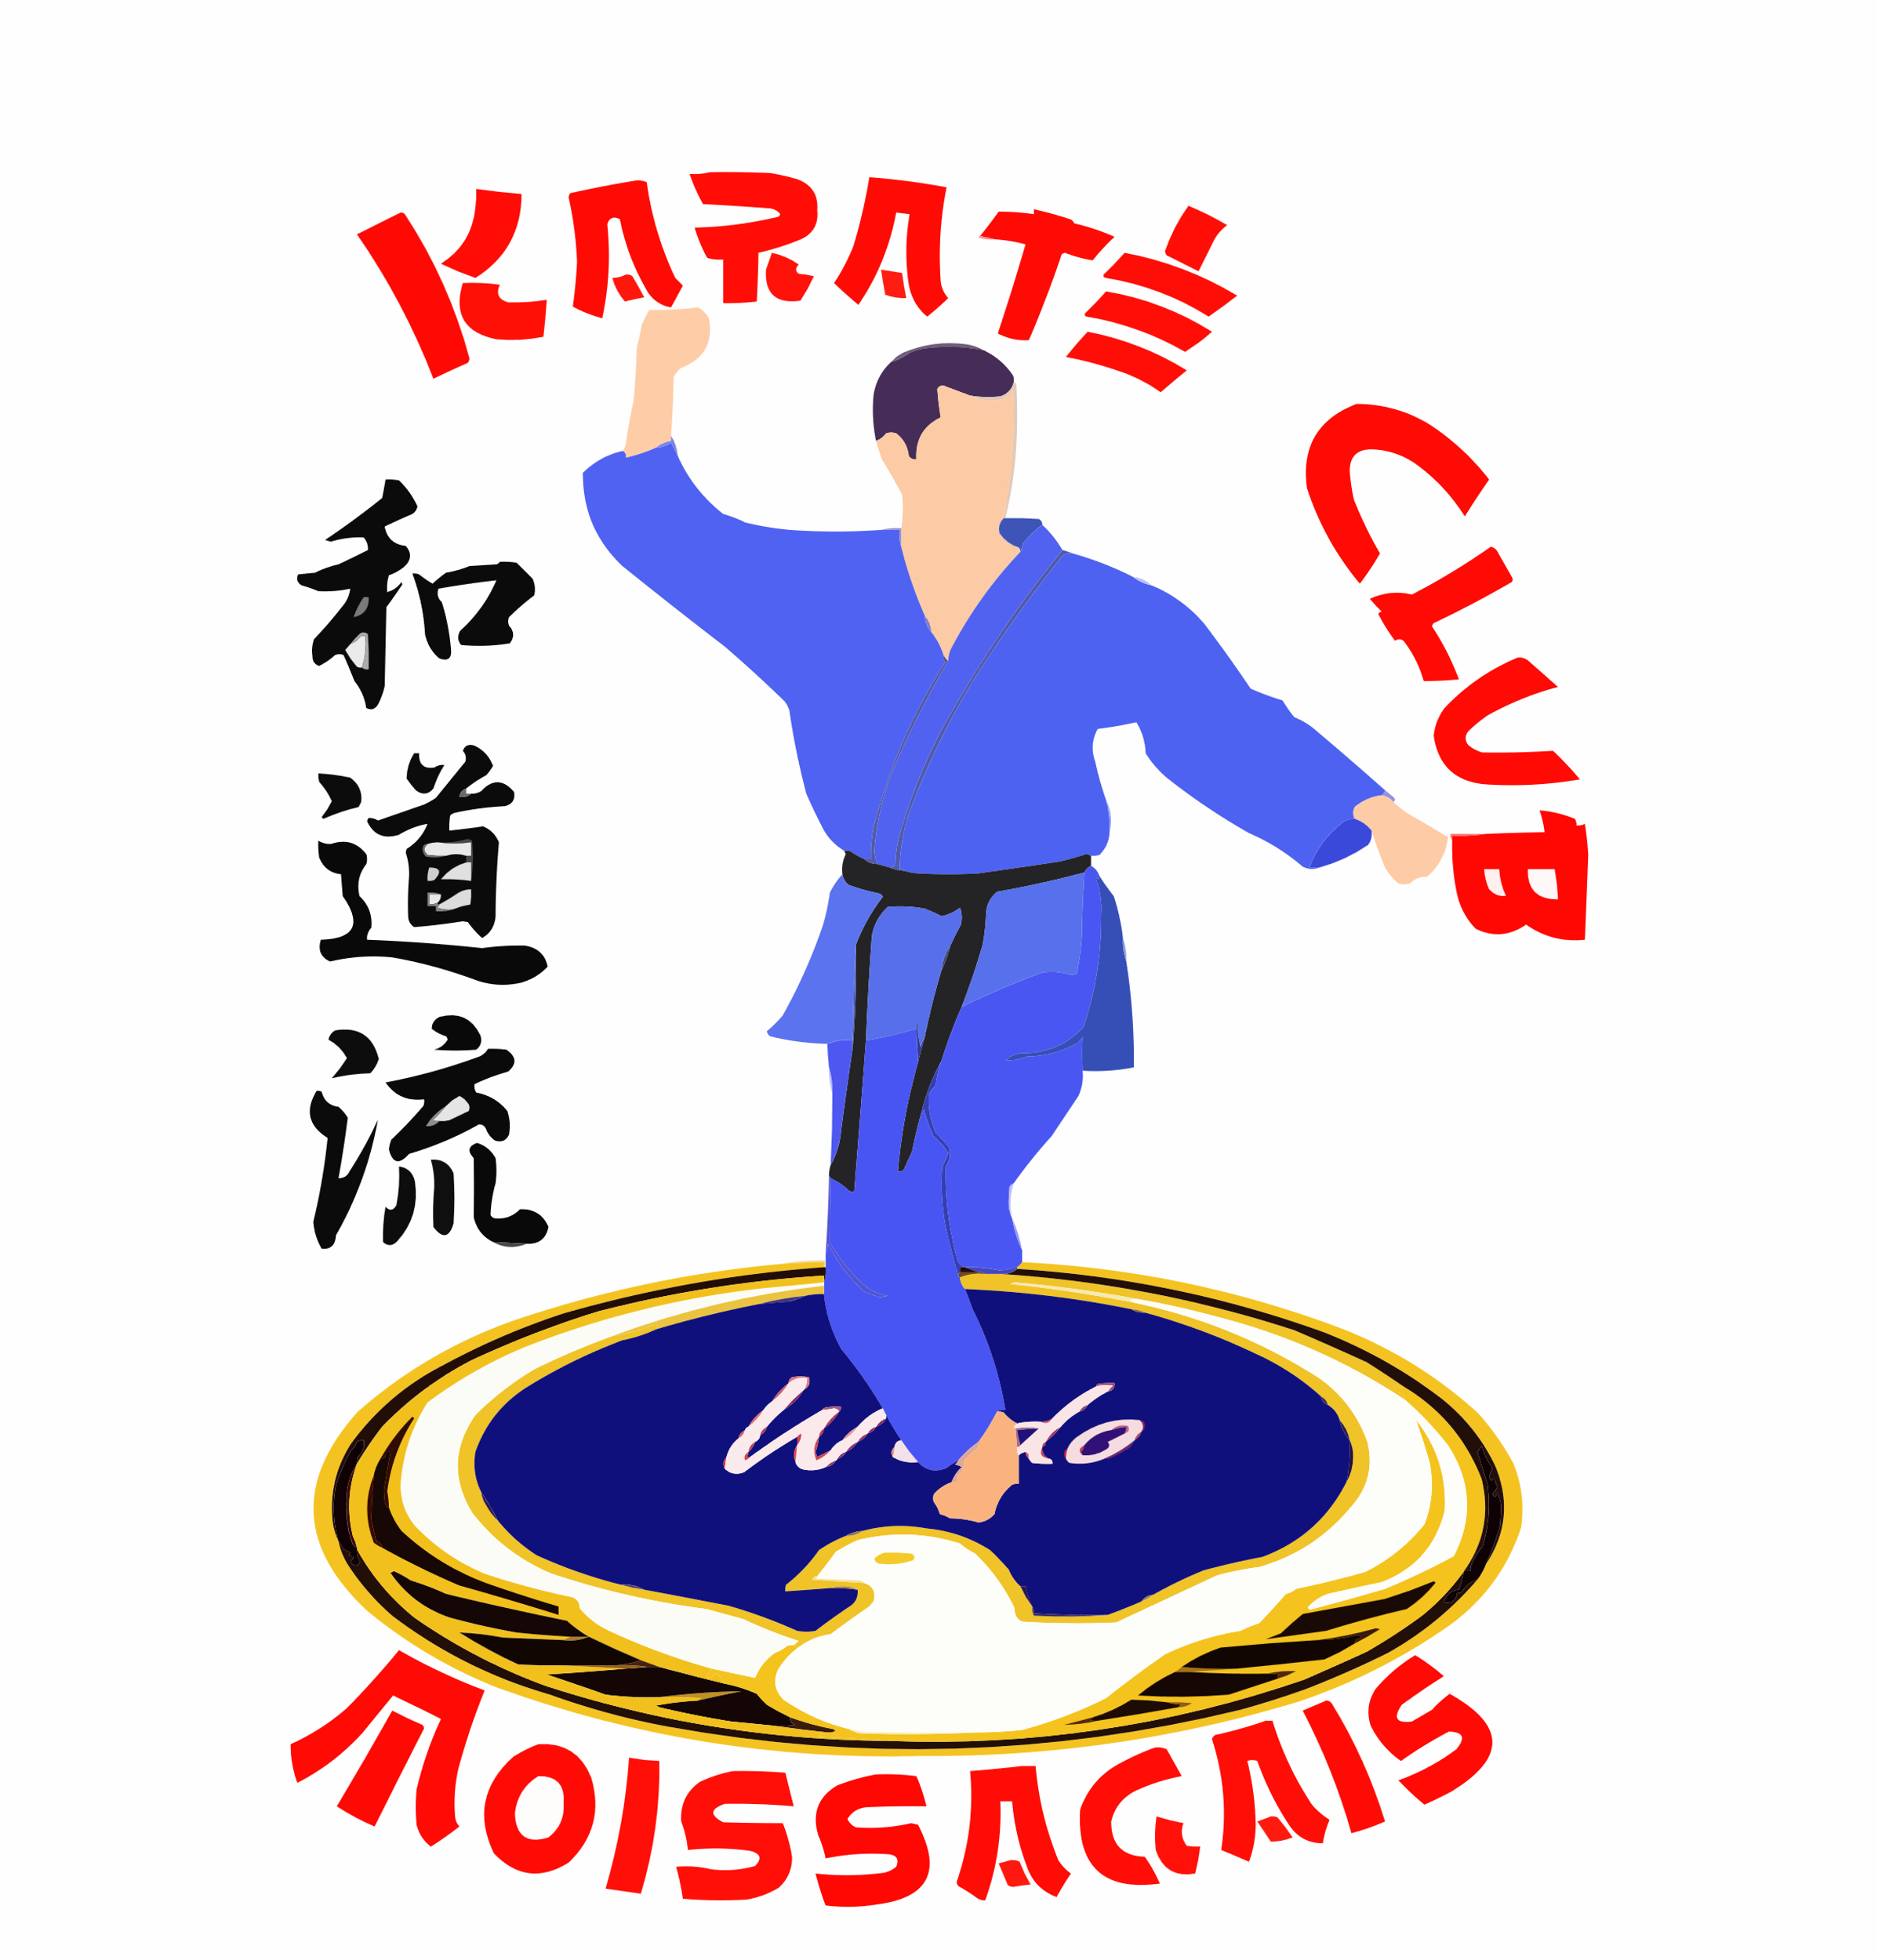 KARATÉ
CLUB
和
道
流
Wado
MOISSAGAIS